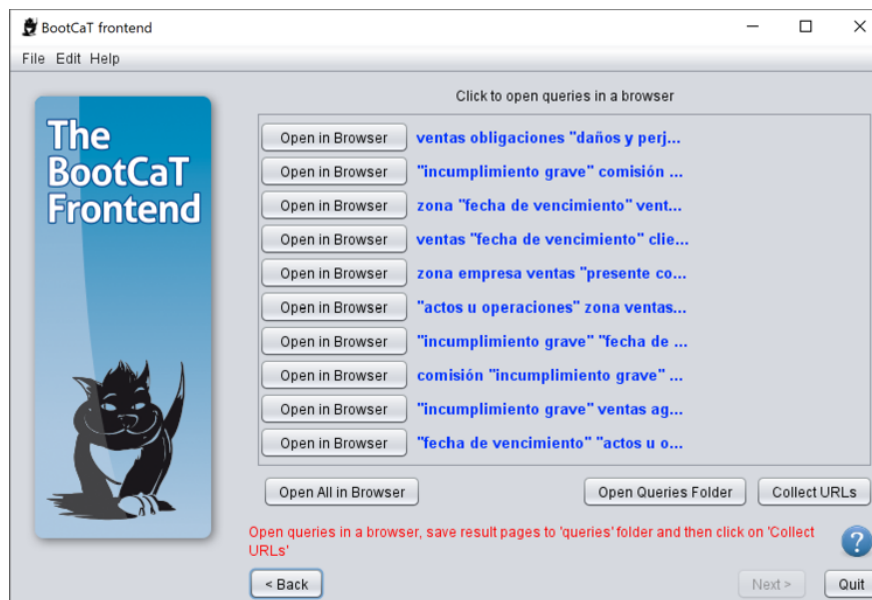 BootCaT frontend
File Edit Help
The
BootCaT
Frontend
Click to open queries in a browser
Open in Browser ventas obligaciones "daños y perj...
Open in Browser "incumplimiento grave" comisión ...
Open in Browser zona "fecha de vencimiento" vent...
Open in Browser ventas "fecha de vencimiento" clie...
Open in Browser zona empresa ventas "presente co...
Open in Browser "actos u operaciones" zona ventas...
Open in Browser "incumplimiento grave" "fecha de ...
Open in Browser comisión "incumplimiento grave" ...
Open in Browser "incumplimiento grave" ventas ag...
Open in Browser "fecha de vencimiento" "actos u o...
Open All in Browser Open Queries Folder Collect URLs
Open queries in a browser, save result pages to 'queries' folder and then click on 'Collect
URLs'
?
< Back Next > Quit